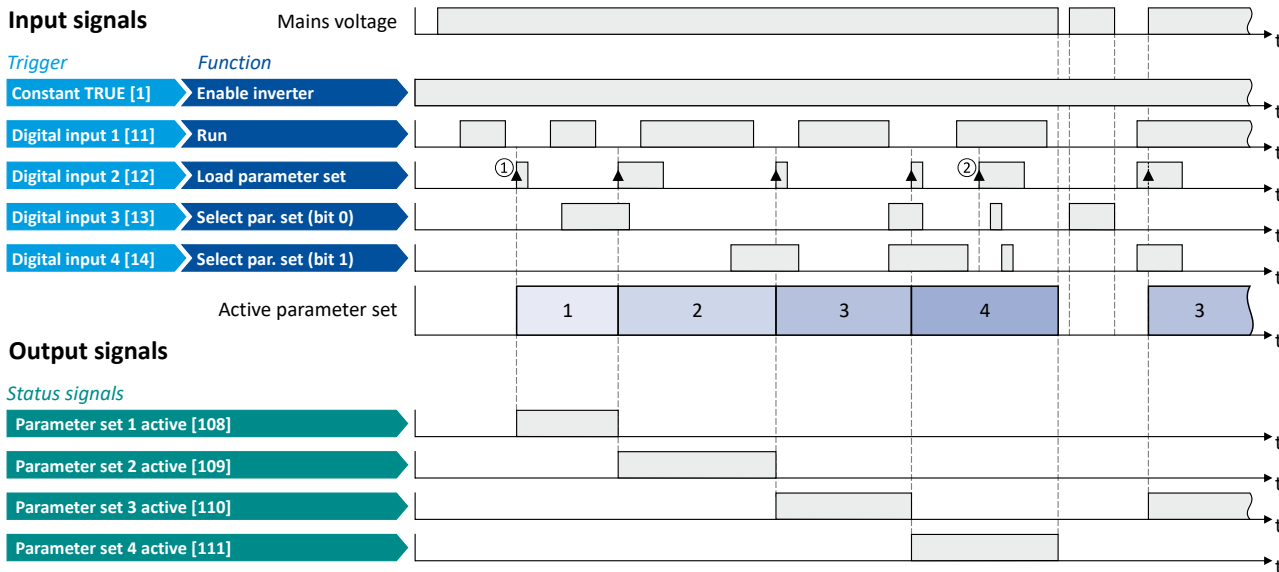 Input signals
Mains voltage
t
Trigger Function
Constant TRUE [1] Enable inverter
t
Digital input 1 [11] Run
t
Digital input 2 [12] Load parameter set
① ②
t
Digital input 3 [13] Select par. set (bit 0)
t
Digital input 4 [14] Select par. set (bit 1)
t
Active parameter set 1 2 3 4 3
t
Output signals
Status signals
Parameter set 1 active [108]
t
Parameter set 2 active [109]
t
Parameter set 3 active [110]
t
Parameter set 4 active [111]
t